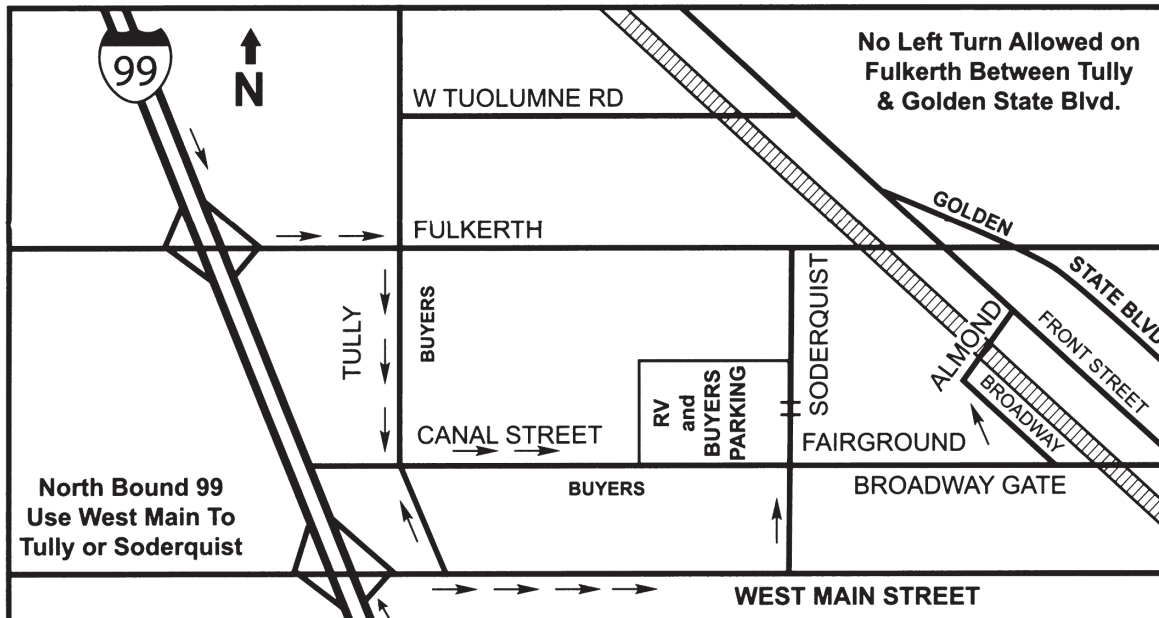 99
N
No Left Turn Allowed on
Fulkerth Between Tully
& Golden State Blvd.
W TUOLUMNE RD
GOLDEN
STATE BLVD
FULKERTH
TULLY
BUYERS
SODERQUIST
ALMOND
FRONT STREET
BROADWAY
RV
and
BUYERS
PARKING
CANAL STREET
FAIRGROUND
BUYERS
BROADWAY GATE
North Bound 99
Use West Main To
Tully or Soderquist
WEST MAIN STREET